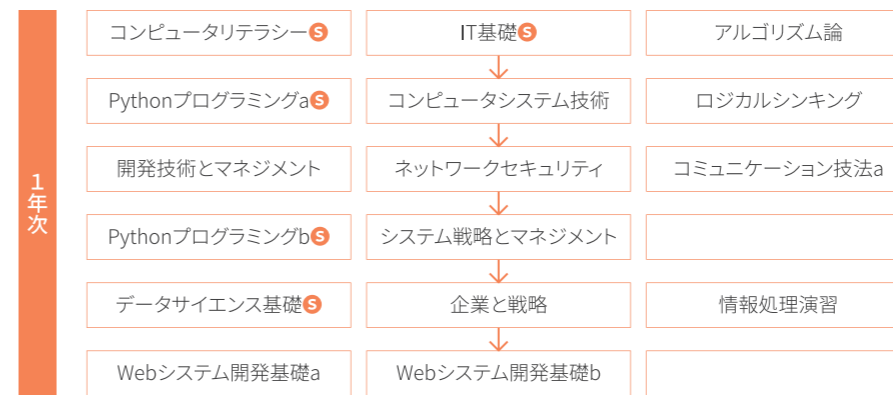 1年次
コンピュータリテラシーS
IT基礎S
アルゴリズム論
PythonプログラミングaS
コンピュータシステム技術
ロジカルシンキング
開発技術とマネジメント
ネットワークセキュリティ
コミュニケーション技法a
PythonプログラミングbS
システム戦略とマネジメント
データサイエンス基礎S
企業と戦略
情報処理演習
Webシステム開発基礎a
Webシステム開発基礎b